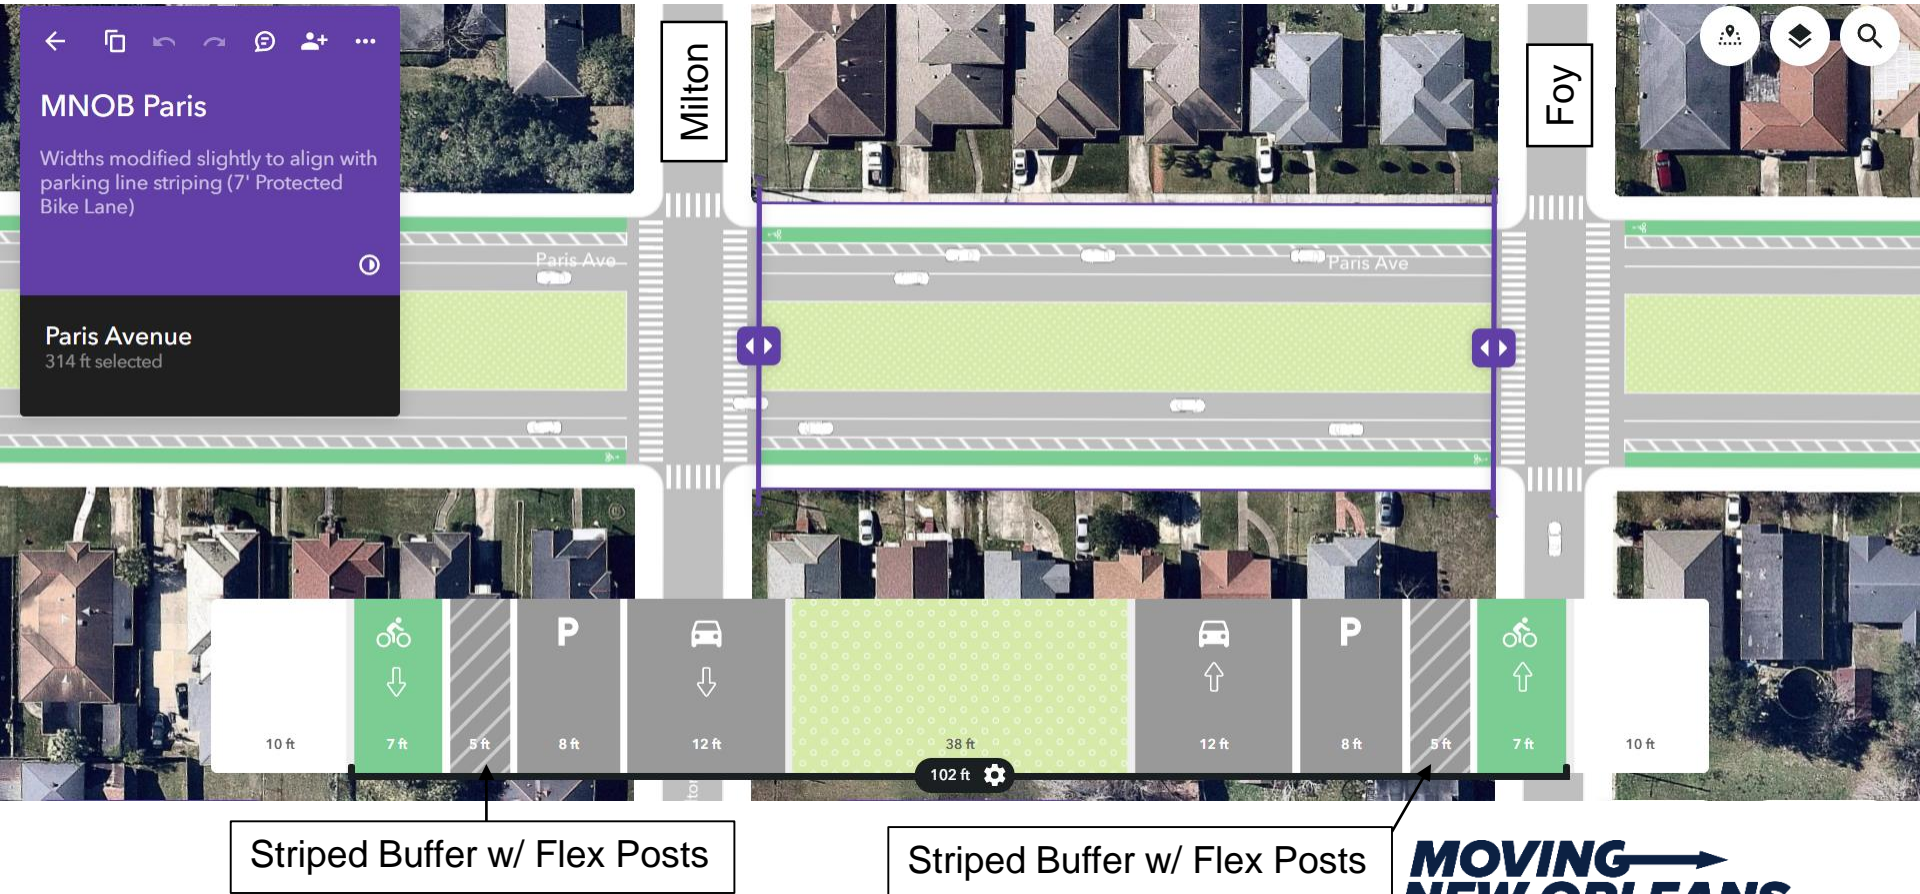 MNOB Paris
Widths modified slightly to align with
parking line striping (7' Protected
Bike Lane)
Paris Avenue
314 ft selected
Milton
Foy
Paris Ave
Paris Ave
P
P
10 ft
7 ft
5 ft
8 ft
12 ft
38 ft
12 ft
8 ft
5 ft
7 ft
10 ft
102 ft
Striped Buffer w/ Flex Posts
Striped Buffer w/ Flex Posts
MOVING
NEW ORLEANS